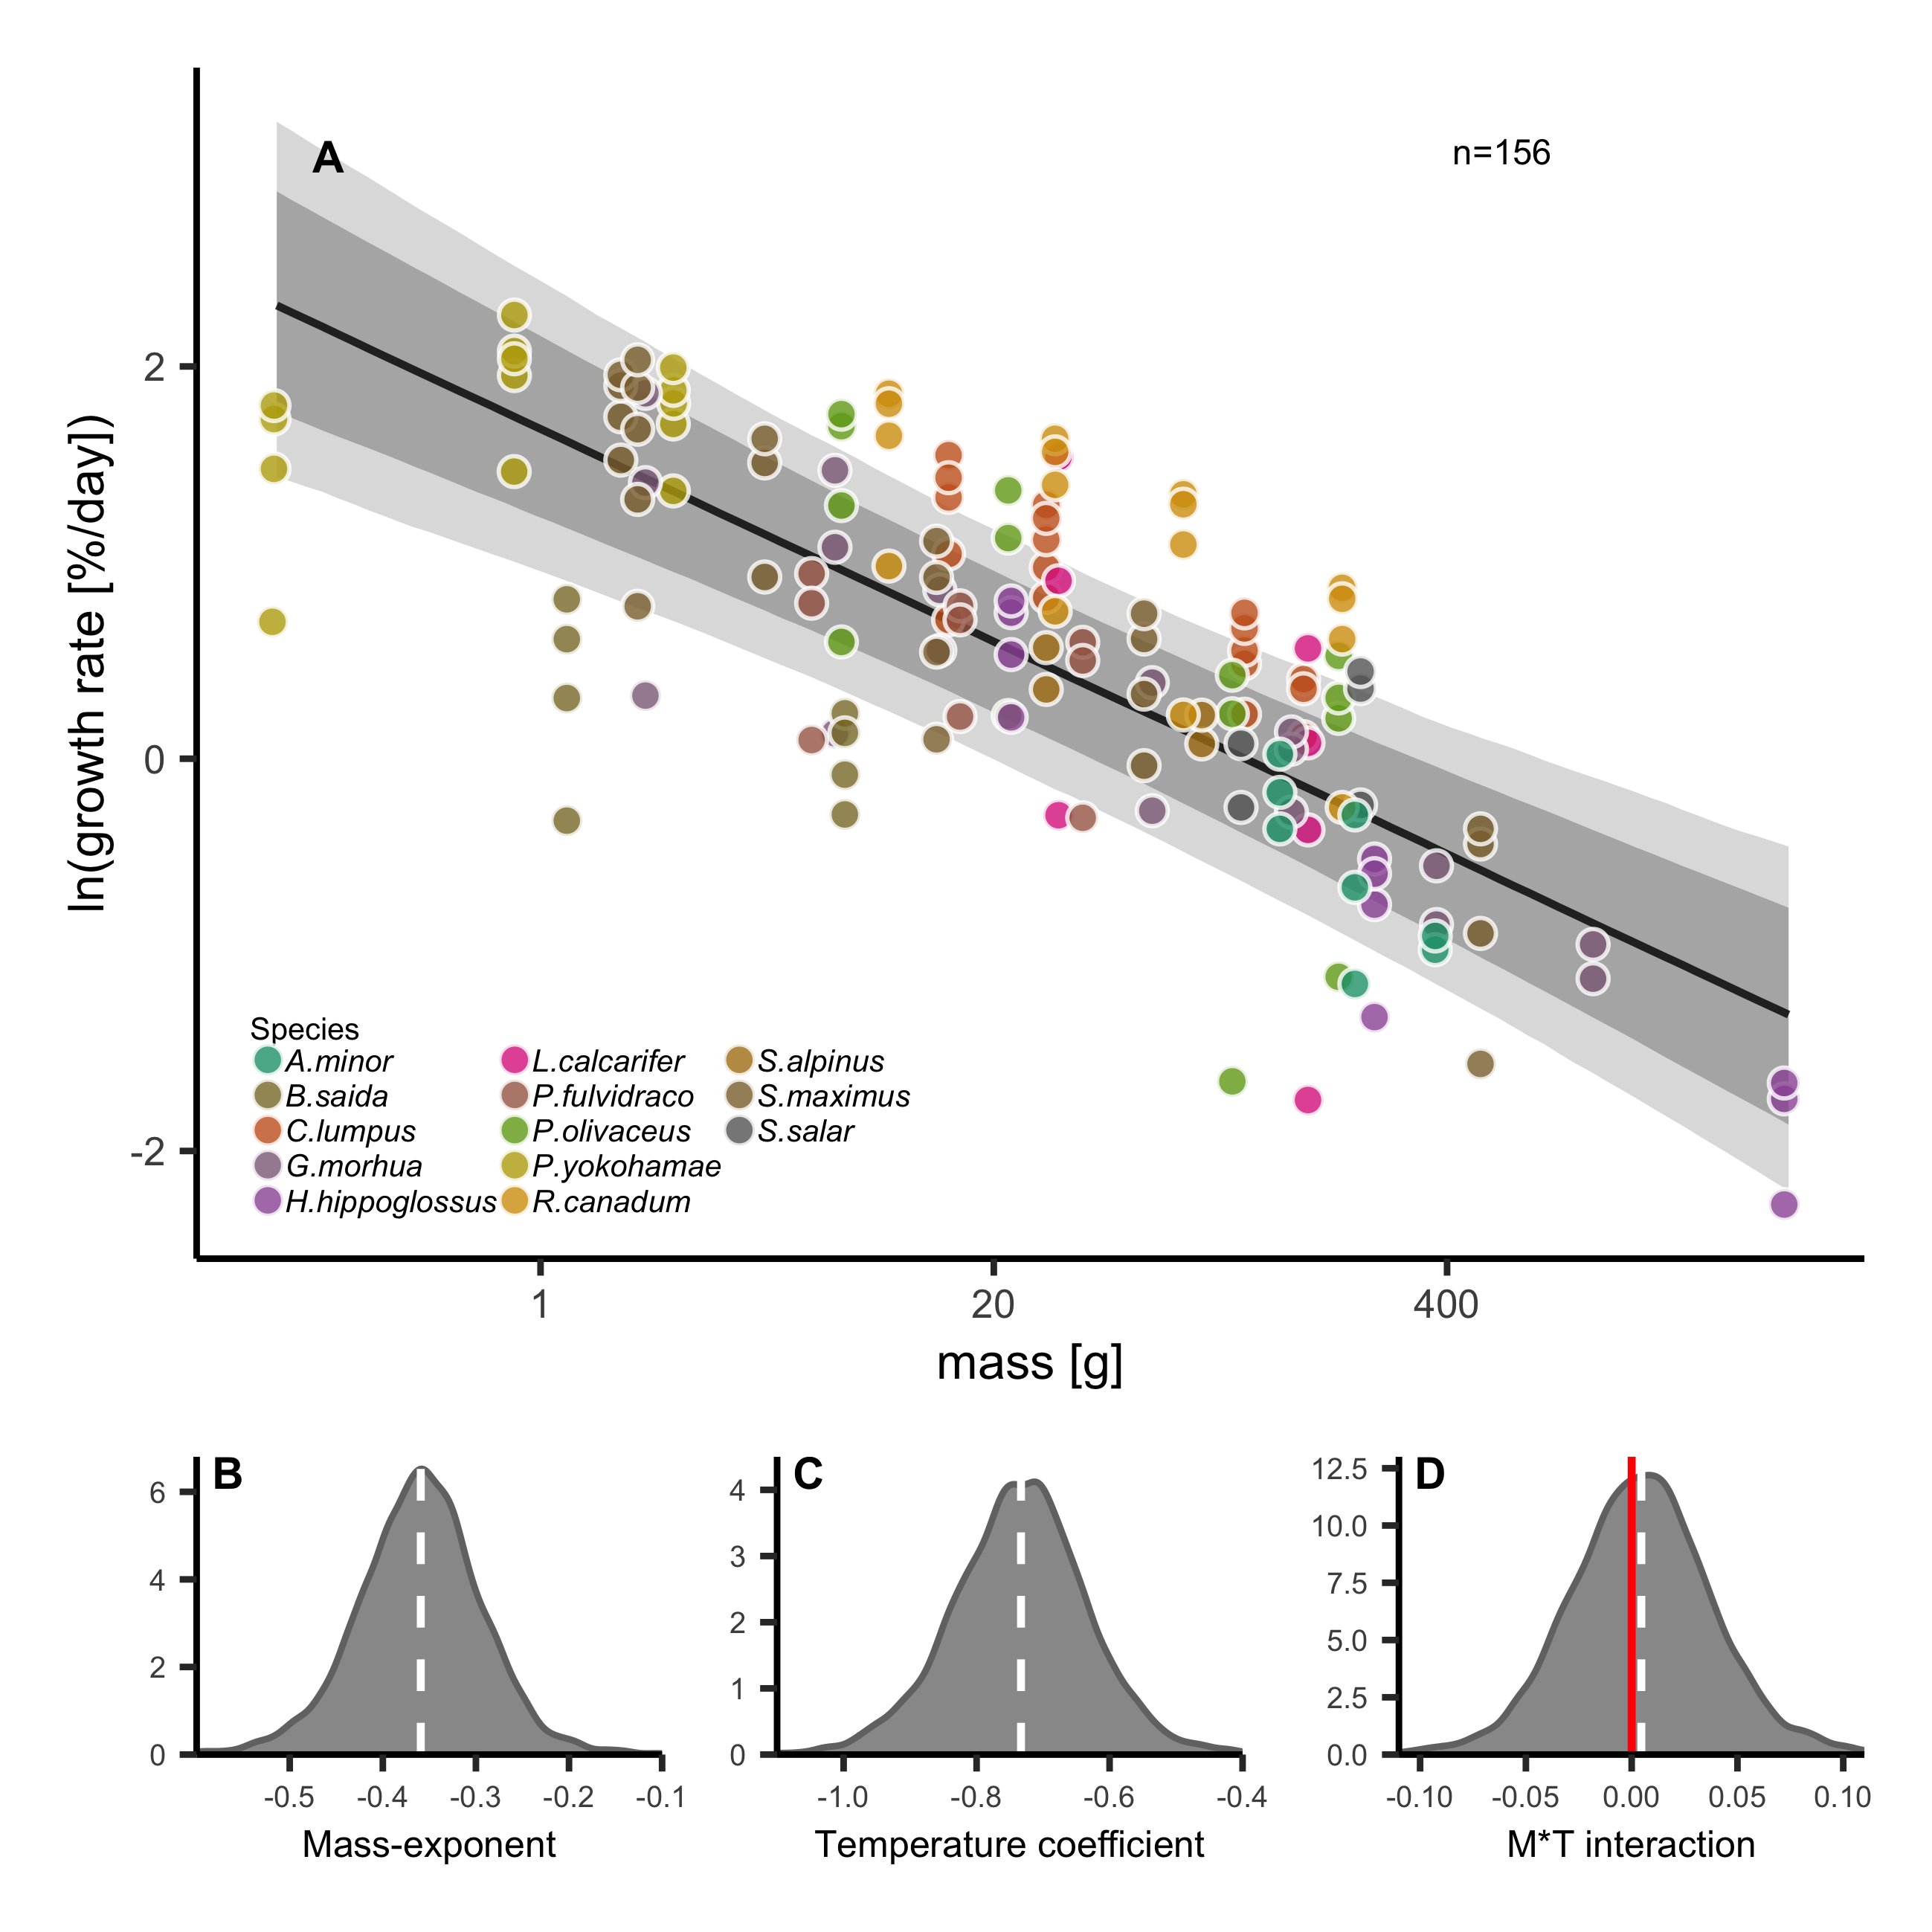 A
n=156
ln(growth rate [%/day])
2
0
-2
Species
A.minor
B.saida
C.lumpus
G.morhua
H.hippoglossus
L.calcarifer
P.fulvidraco
P.olivaceus
P.yokohamae
R.canadum
S.alpinus
S.maximus
S.salar
1 20 400
mass [g]
B
6
4
2
0
-0.5 -0.4 -0.3 -0.2 -0.1
Mass-exponent
C
4
3
2
1
0
-1.0 -0.8 -0.6 -0.4
Temperature coefficient
D
12.5
10.0
7.5
5.0
2.5
0.0
-0.10 -0.05 0.00 0.05 0.10
M*T interaction